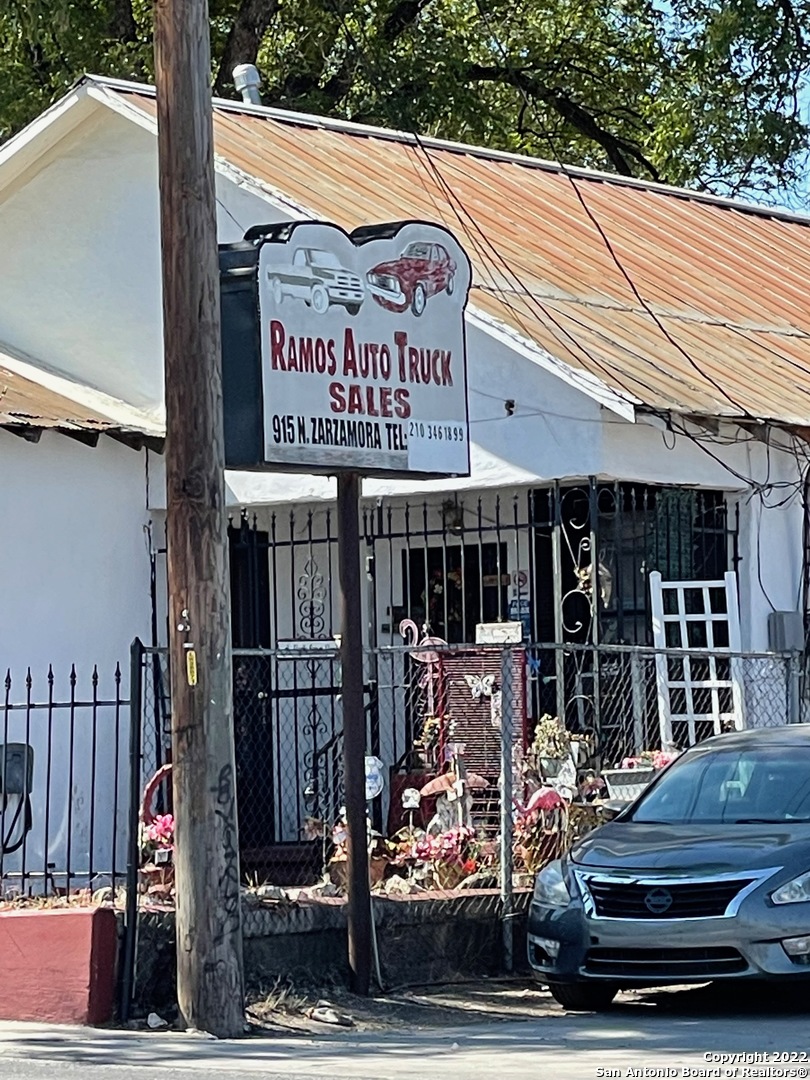 RAMOS AUTO TRUCK
SALES
915 N. ZARZAMORA TEL: 210 3461899
Copyright 2022
San Antonio Board of Realtors®